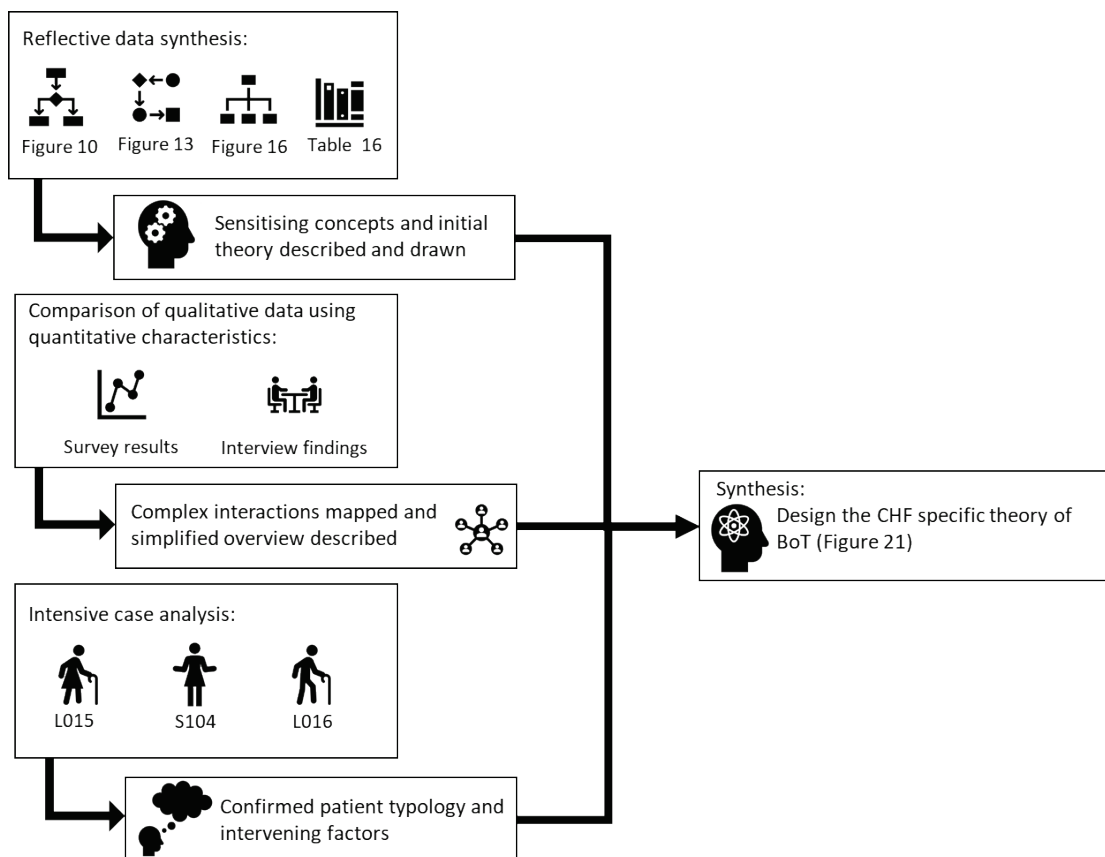 Reflective data synthesis:
Figure 10
Figure 13
Figure 16
Table 16
Sensitising concepts and initial
theory described and drawn
Comparison of qualitative data using
quantitative characteristics:
Survey results
Interview findings
Complex interactions mapped and
simplified overview described
Synthesis:
Design the CHF specific theory of
BoT (Figure 21)
Intensive case analysis:
L015
S104
L016
Confirmed patient typology and
intervening factors